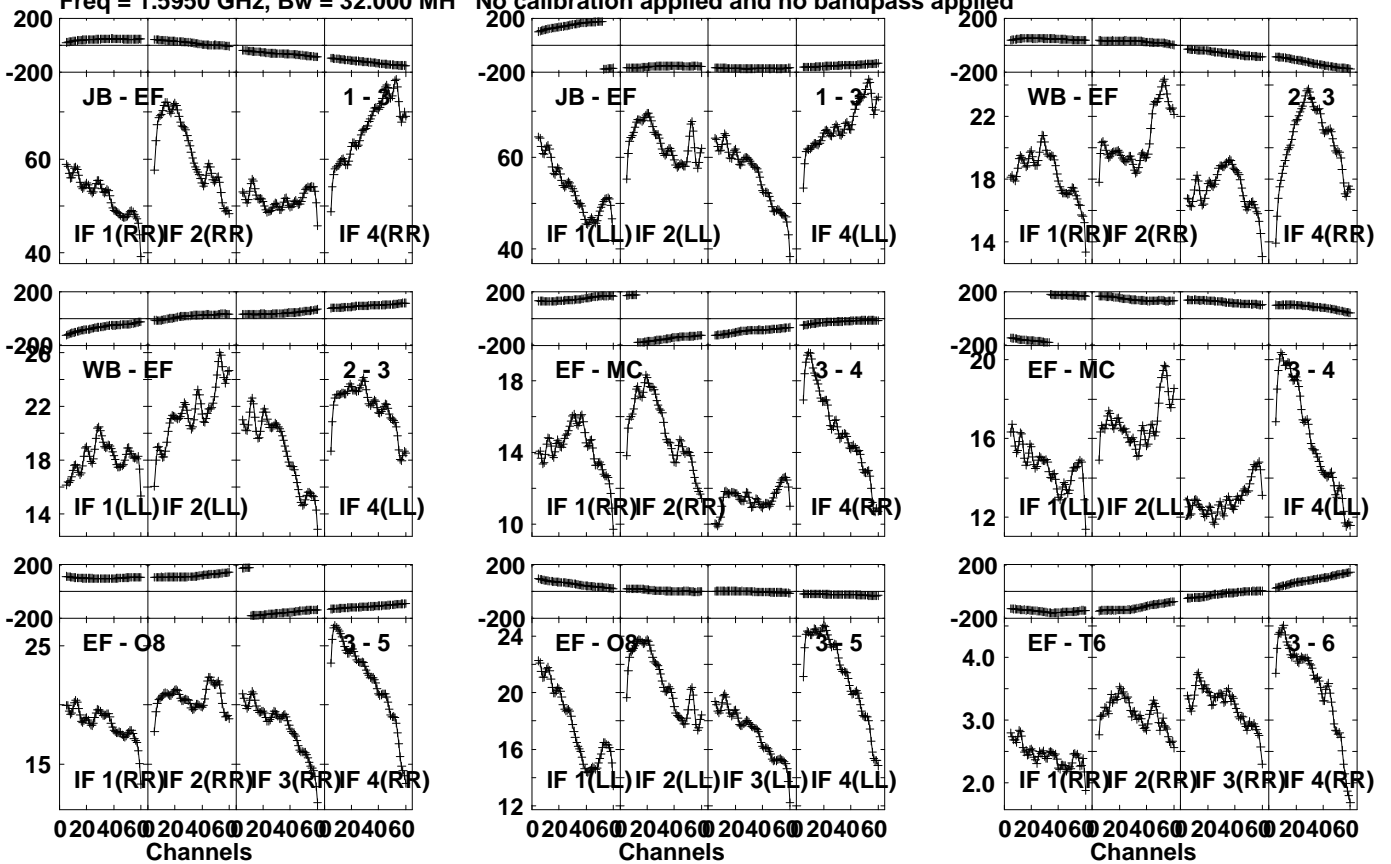 Freq = 1.5950 GHz, Bw = 32.000 MH No calibration applied and no bandpass applied
200
-200
JB - EF 1 - 3
60
40
IF 1(RR) IF 2(RR) IF 4(RR)
200
-200
JB - EF 1 - 3
60
40
IF 1(LL) IF 2(LL) IF 4(LL)
200
-200
WB - EF 2 - 3
22
18
14
IF 1(RR) IF 2(RR) IF 4(RR)
200
-200
26
WB - EF 2 - 3
22
18
14
IF 1(LL) IF 2(LL) IF 4(LL)
200
-200
EF - MC 3 - 4
18
14
10
IF 1(RR) IF 2(RR) IF 4(RR)
200
-200
20
EF - MC 3 - 4
16
12
IF 1(LL) IF 2(LL) IF 4(LL)
200
-200
EF - O8 3 - 5
25
15
IF 1(RR) IF 2(RR) IF 3(RR) IF 4(RR)
0 20 40 60 0 20 40 60 0 20 40 60 0 20 40 60
Channels
200
-200
24
EF - O8 3 - 5
20
16
12
IF 1(LL) IF 2(LL) IF 3(LL) IF 4(LL)
0 20 40 60 0 20 40 60 0 20 40 60 0 20 40 60
Channels
200
-200
EF - T6 3 - 6
4.0
3.0
2.0
IF 1(RR) IF 2(RR) IF 3(RR) IF 4(RR)
0 20 40 60 0 20 40 60 0 20 40 60 0 20 40 60
Channels